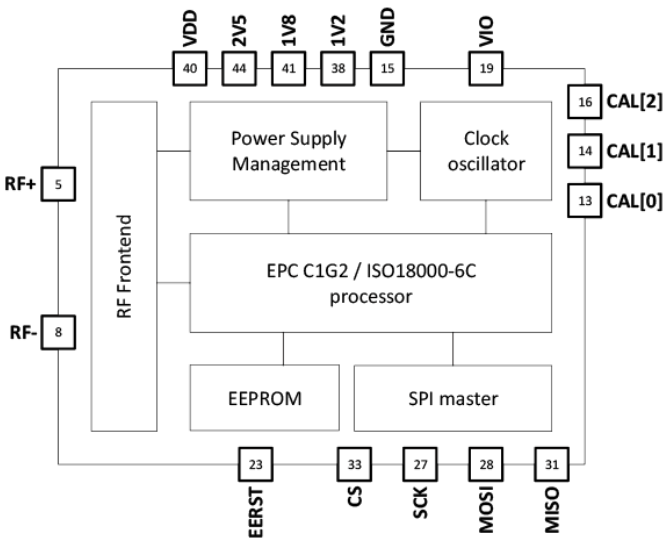 VDD
2V5
1V8
1V2
GND
VIO
40
44
41
38
15
19
16
CAL[2]
14
CAL[1]
13
CAL[0]
RF+
5
RF-
8
RF Frontend
Power Supply
Management
Clock
oscillator
EPC C1G2 / ISO18000-6C
processor
EEPROM
SPI master
23
33
27
28
31
EERST
CS
SCK
MOSI
MISO